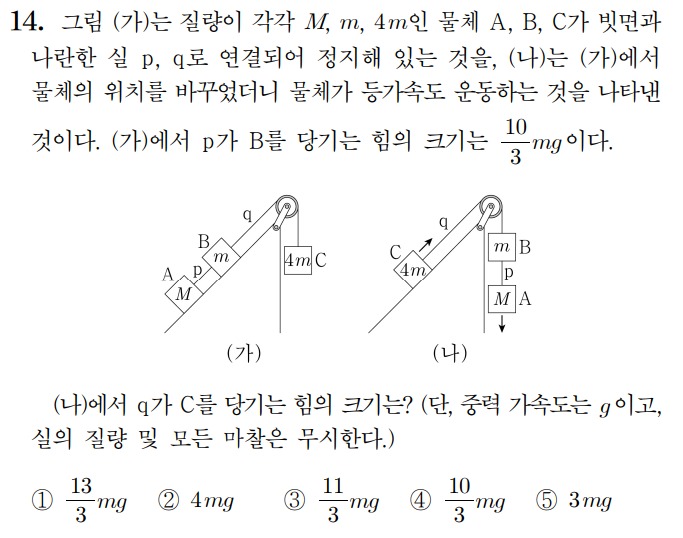 14. 그림 (가)는 질량이 각각 M, m, 4m인 물체 A, B, C가 빗면과
나란한 실 p, q로 연결되어 정지해 있는 것을, (나)는 (가)에서
물체의 위치를 바꾸었더니 물체가 등가속도 운동하는 것을 나타낸
것이다. (가)에서 p가 B를 당기는 힘의 크기는 10/3 mg이다.
q
B
m
A p
M
4m C
(가)
q
C
4m
m B
p
M A
(나)
(나)에서 q가 C를 당기는 힘의 크기는? (단, 중력 가속도는 g이고,
실의 질량 및 모든 마찰은 무시한다.)
① 13/3 mg ② 4mg ③ 11/3 mg ④ 10/3 mg ⑤ 3mg